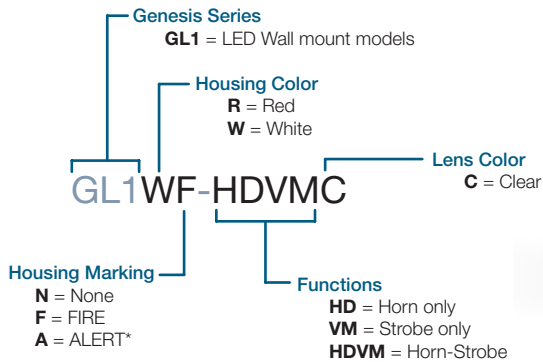 Genesis Series
GL1 = LED Wall mount models
Housing Color
R = Red
W = White
Lens Color
C = Clear
GL1WF-HDVMC
Housing Marking
N = None
F = FIRE
A = ALERT*
Functions
HD = Horn only
VM = Strobe only
HDVM = Horn-Strobe